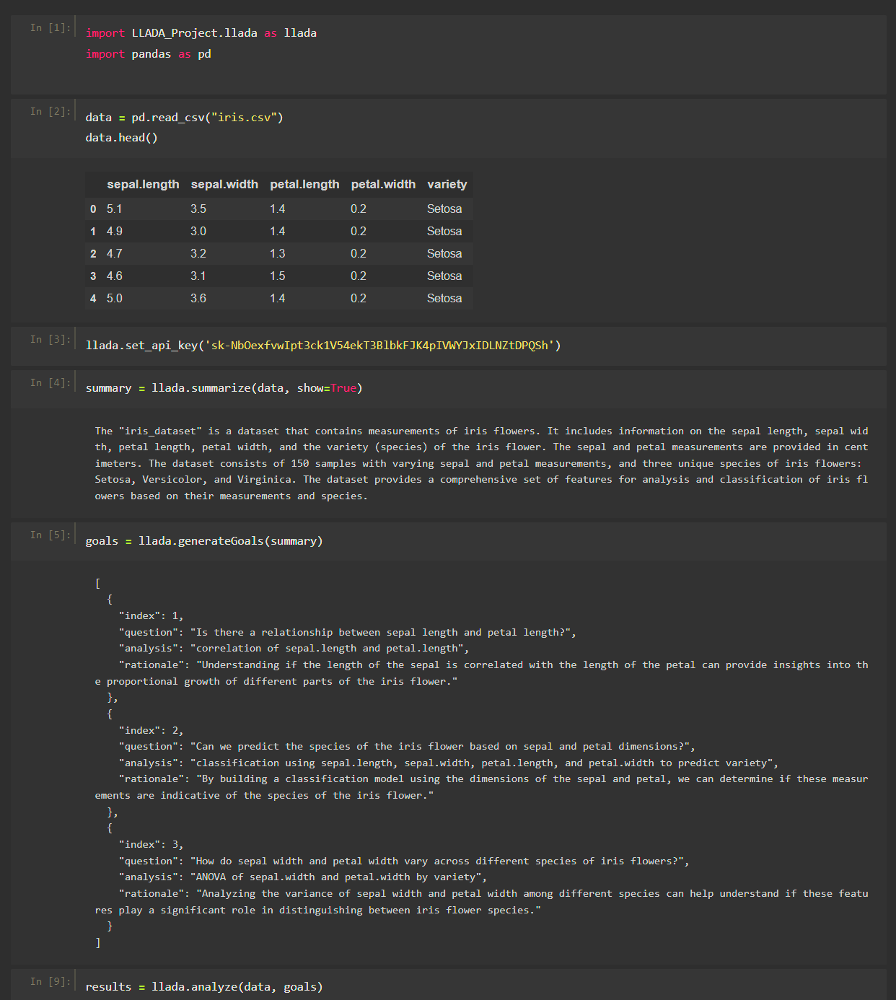 In [1]:
import LLADA_Project.llada as llada
import pandas as pd
In [2]:
data = pd.read_csv("iris.csv")
data.head()
sepal.length sepal.width petal.length petal.width variety
0 5.1 3.5 1.4 0.2 Setosa
1 4.9 3.0 1.4 0.2 Setosa
2 4.7 3.2 1.3 0.2 Setosa
3 4.6 3.1 1.5 0.2 Setosa
4 5.0 3.6 1.4 0.2 Setosa
In [3]:
llada.set_api_key('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')
In [4]:
summary = llada.summarize(data, show=True)
The "iris_dataset" is a dataset that contains measurements of iris flowers. It includes information on the sepal length, sepal wid
th, petal length, petal width, and the variety (species) of the iris flower. The sepal and petal measurements are provided in cent
imeters. The dataset consists of 150 samples with varying sepal and petal measurements, and three unique species of iris flowers:
Setosa, Versicolor, and Virginica. The dataset provides a comprehensive set of features for analysis and classification of iris fl
owers based on their measurements and species.
In [5]:
goals = llada.generateGoals(summary)
[
  {
    "index": 1,
    "question": "Is there a relationship between sepal length and petal length?",
    "analysis": "correlation of sepal.length and petal.length",
    "rationale": "Understanding if the length of the sepal is correlated with the length of the petal can provide insights into th
e proportional growth of different parts of the iris flower."
  },
  {
    "index": 2,
    "question": "Can we predict the species of the iris flower based on sepal and petal dimensions?",
    "analysis": "classification using sepal.length, sepal.width, petal.length, and petal.width to predict variety",
    "rationale": "By building a classification model using the dimensions of the sepal and petal, we can determine if these measur
ements are indicative of the species of the iris flower."
  },
  {
    "index": 3,
    "question": "How do sepal width and petal width vary across different species of iris flowers?",
    "analysis": "ANOVA of sepal.width and petal.width by variety",
    "rationale": "Analyzing the variance of sepal width and petal width among different species can help understand if these featu
res play a significant role in distinguishing between iris flower species."
  }
]
In [9]:
results = llada.analyze(data, goals)